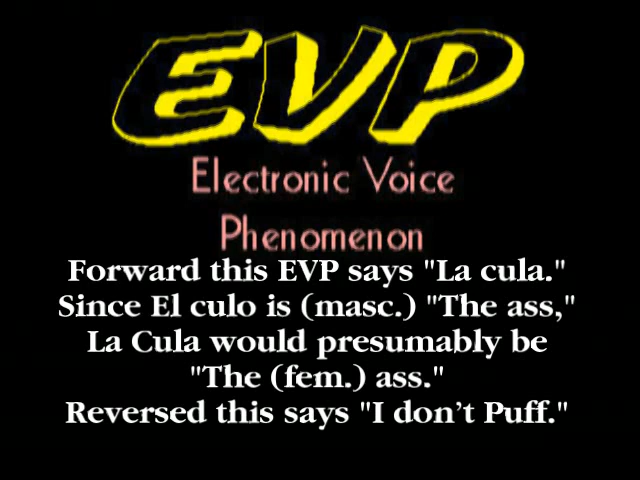 EVP
Electronic Voice
Phenomenon
Forward this EVP says "La cula."
Since El culo is (masc.) "The ass,"
La Cula would presumably be
"The (fem.) ass."
Reversed this says "I don’t Puff."